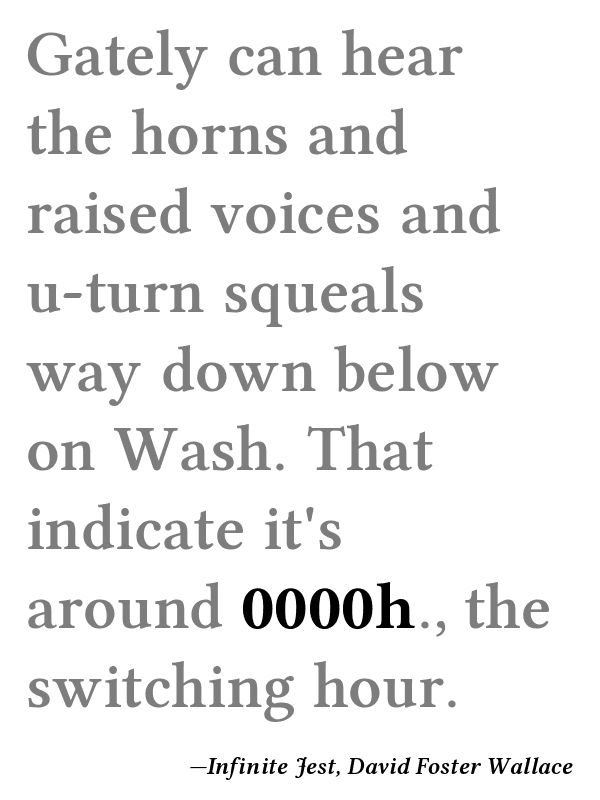 Gately can hear
the horns and
raised voices and
u-turn squeals
way down below
on Wash. That
indicate it's
around 0000h., the
switching hour.
—Infinite Jest, David Foster Wallace